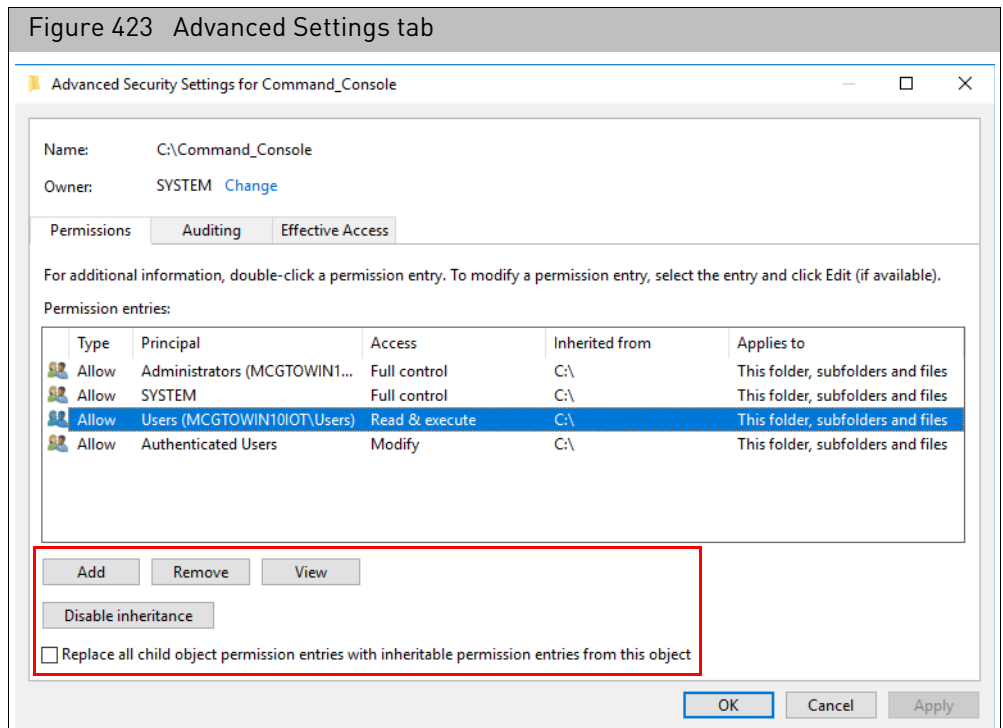 Figure 423 Advanced Settings tab
Advanced Security Settings for Command_Console
Name: C:\Command_Console
Owner: SYSTEM Change
Permissions Auditing Effective Access
For additional information, double-click a permission entry. To modify a permission entry, select the entry and click Edit (if available).
Permission entries:
Type Principal Access Inherited from Applies to
Allow Administrators (MCGTOWIN1... Full control C:\ This folder, subfolders and files
Allow SYSTEM Full control C:\ This folder, subfolders and files
Allow Users (MCGTOWIN10IOT\Users) Read & execute C:\ This folder, subfolders and files
Allow Authenticated Users Modify C:\ This folder, subfolders and files
Add Remove View
Disable inheritance
Replace all child object permission entries with inheritable permission entries from this object
OK Cancel Apply